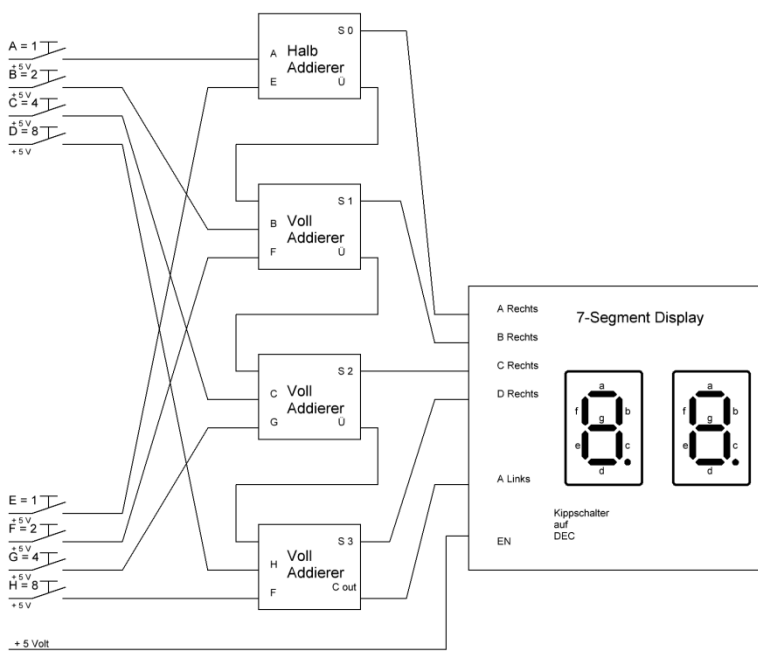 A = 1
+ 5 V
B = 2
+ 5 V
C = 4
+ 5 V
D = 8
+ 5 V
E = 1
+ 5 V
F = 2
+ 5 V
G = 4
+ 5 V
H = 8
+ 5 V
+ 5 Volt
S 0
A
Halb
Addierer
E
Ü
S 1
B
Voll
Addierer
F
Ü
S 2
C
Voll
Addierer
G
Ü
S 3
H
Voll
Addierer
F
C out
A Rechts
B Rechts
C Rechts
D Rechts
A Links
EN
7-Segment Display
a
f
b
g
e
c
d
a
f
b
g
e
c
d
Kippschalter
auf
DEC